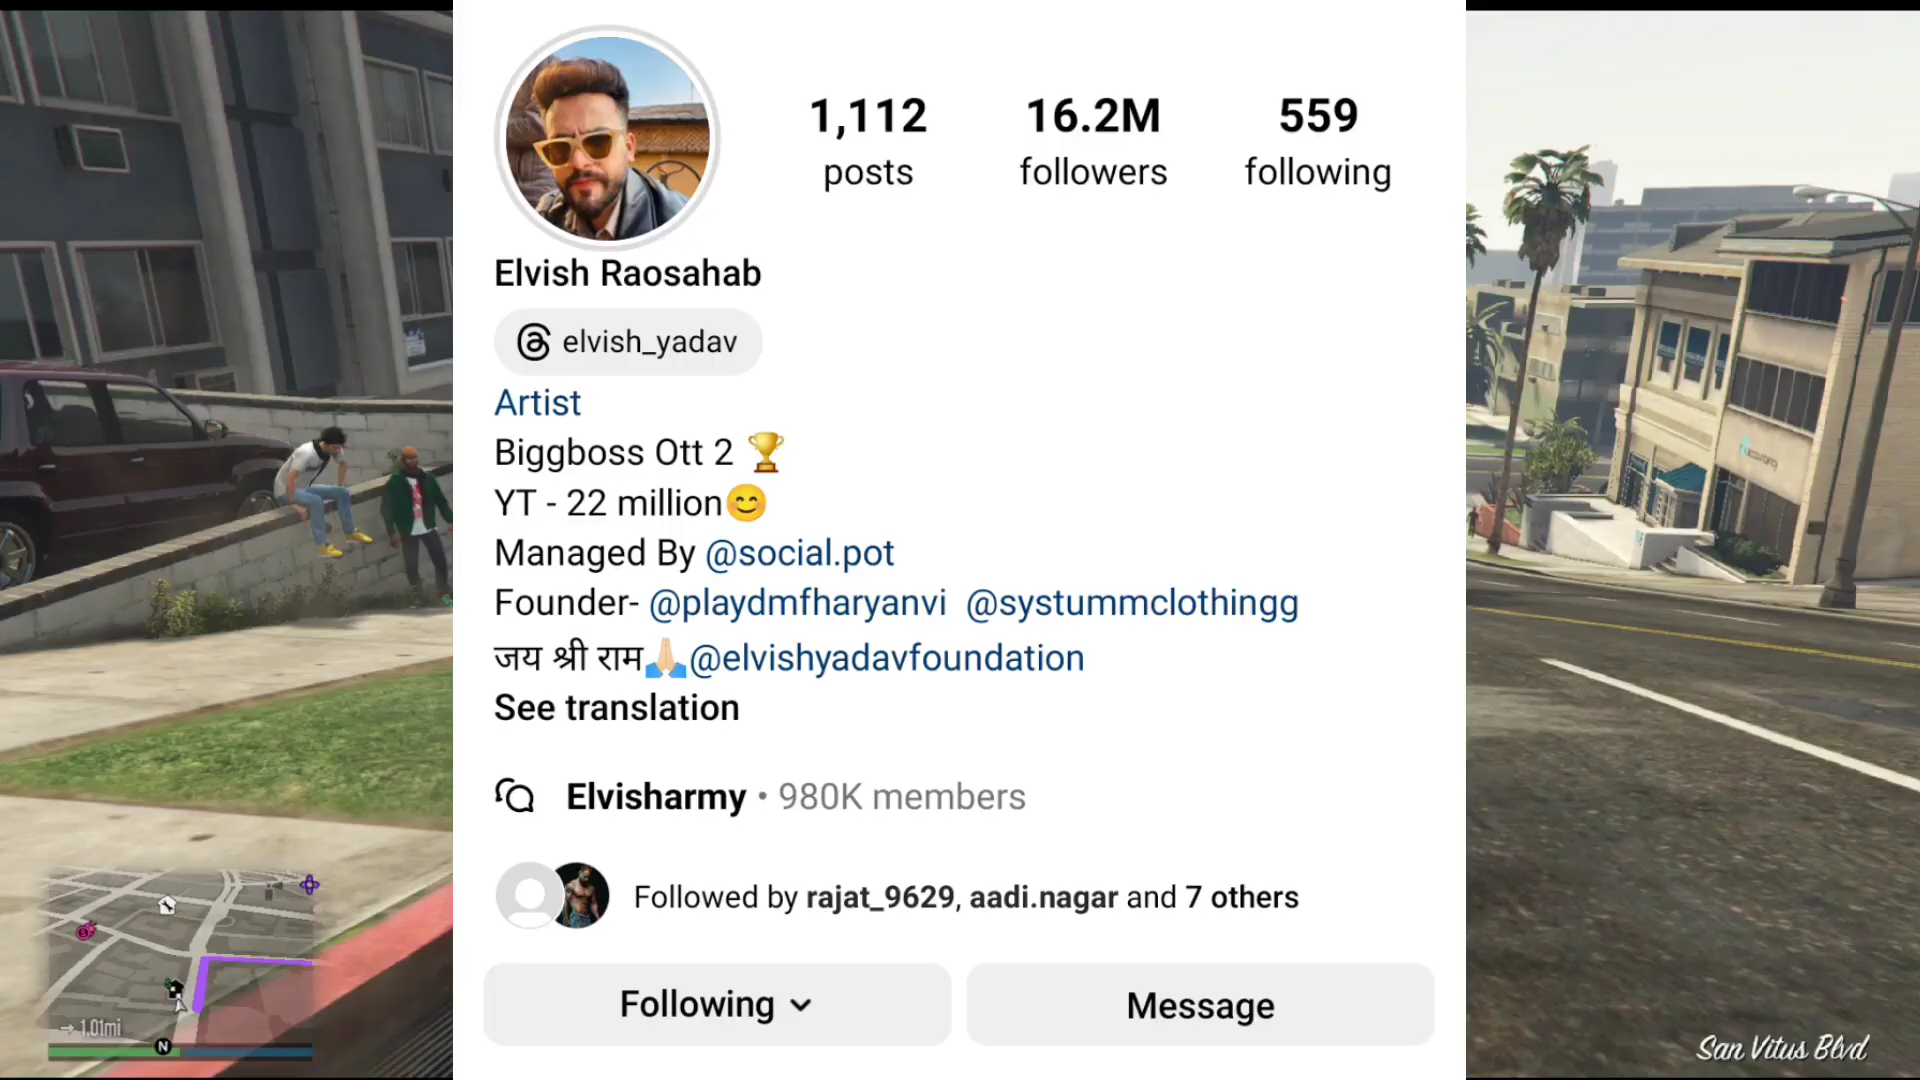 1,112 16.2M 559
posts followers following
Elvish Raosahab
elvish_yadav
Artist
Biggboss Ott 2 🏆
YT - 22 million😊
Managed By @social.pot
Founder- @playdmfharyanvi @systummclothingg
जय श्री राम🙏🏻@elvishyadavfoundation
See translation
Elvisharmy • 980K members
Followed by rajat_9629, aadi.nagar and 7 others
Following Message
1.01mi
N
San Vitus Blvd